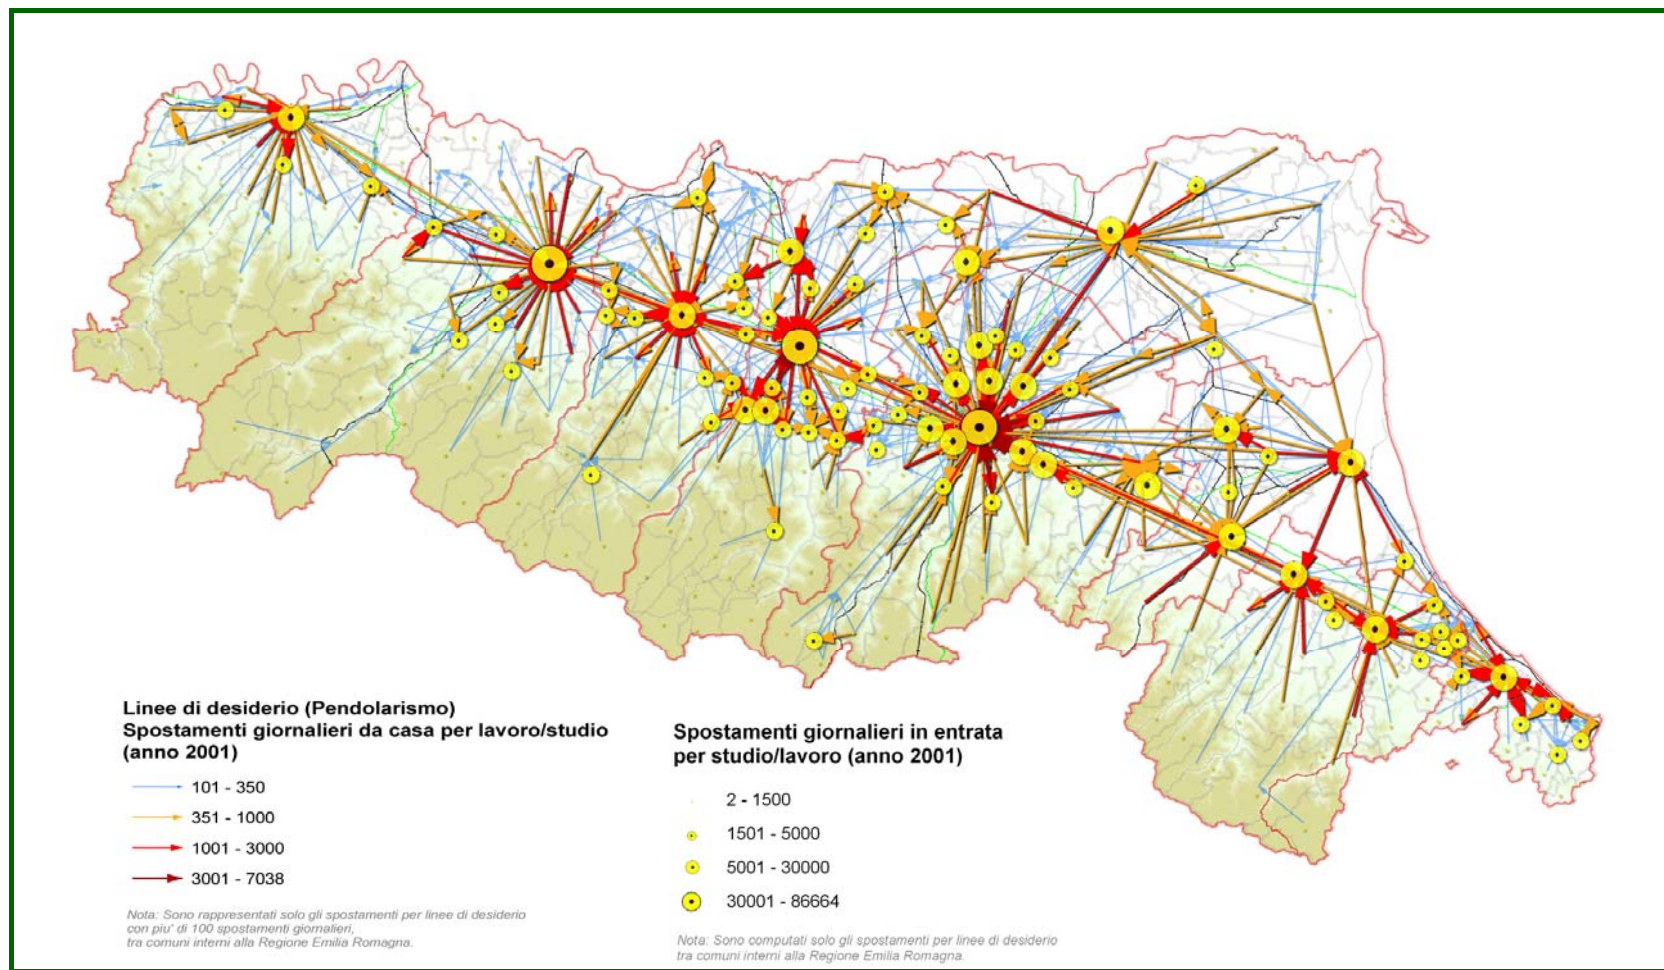 Linee di desiderio (Pendolarismo)
Spostamenti giornalieri da casa per lavoro/studio
(anno 2001)
101 - 350
351 - 1000
1001 - 3000
3001 - 7038
Nota: Sono rappresentati solo gli spostamenti per linee di desiderio
con piu' di 100 spostamenti giornalieri,
tra comuni interni alla Regione Emilia Romagna.
Spostamenti giornalieri in entrata
per studio/lavoro (anno 2001)
2 - 1500
1501 - 5000
5001 - 30000
30001 - 86664
Nota: Sono computati solo gli spostamenti per linee di desiderio
tra comuni interni alla Regione Emilia Romagna.